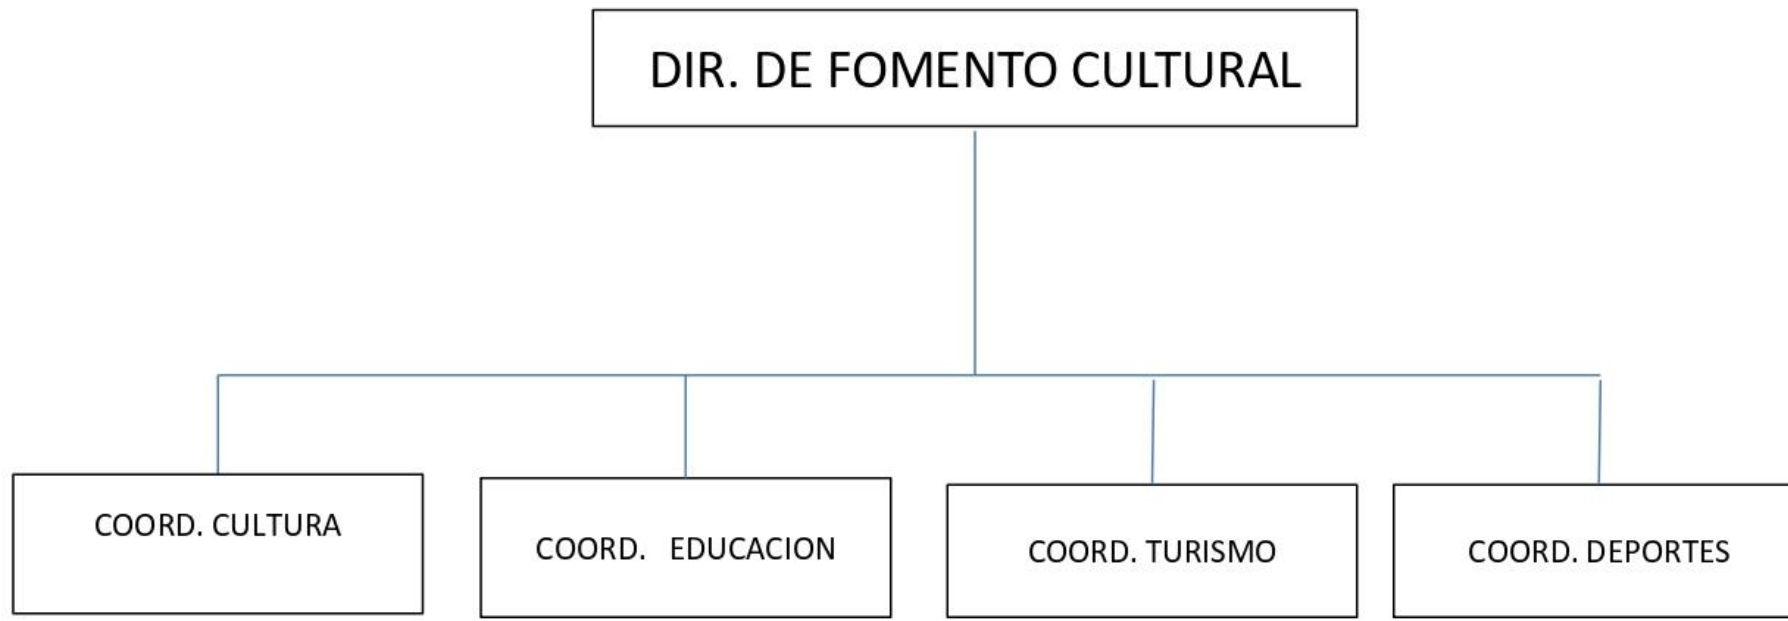 DIR. DE FOMENTO CULTURAL
COORD. CULTURA
COORD. EDUCACION
COORD. TURISMO
COORD. DEPORTES